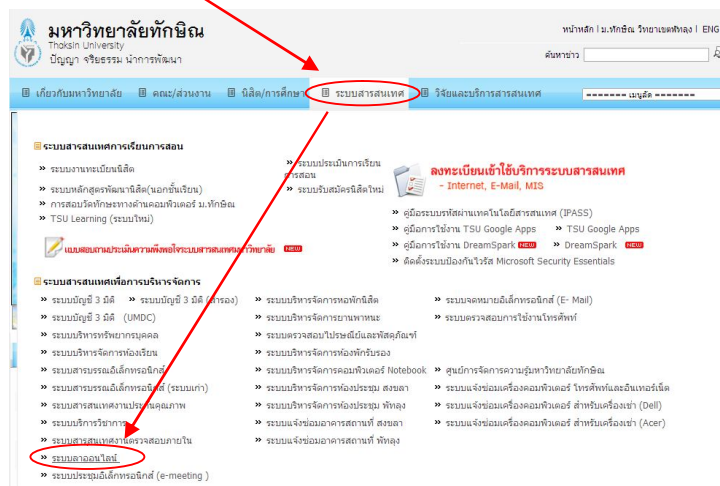 มหาวิทยาลัยทักษิณ
Thaksin University
ปัญญา จริยธรรม นำการพัฒนา
หน้าหลัก | ม.ทักษิณ วิทยาเขตพัทลุง | ENG
ค้นหาข่าว
เกี่ยวกับมหาวิทยาลัย คณะ/ส่วนงาน นิสิต/การศึกษา ระบบสารสนเทศ วิจัยและบริการสารสนเทศ ======= เมนูลัด =======
ระบบสารสนเทศการเรียนการสอน
» ระบบงานทะเบียนนิสิต
» ระบบหลักสูตรพัฒนานิสิต(นอกชั้นเรียน)
» การสอบวัดทักษะทางด้านคอมพิวเตอร์ ม.ทักษิณ
» TSU Learning (ระบบใหม่)
» ระบบประเมินการเรียน
การสอน
» ระบบรับสมัครนิสิตใหม่
แบบสอบถามประเมินความพึงพอใจระบบสารสนเทศมหาวิทยาลัย NEW
ลงทะเบียนเข้าใช้บริการระบบสารสนเทศ
- Internet, E-Mail, MIS
» คู่มือระบบรหัสผ่านเทคโนโลยีสารสนเทศ (IPASS)
» คู่มือการใช้งาน TSU Google Apps » TSU Google Apps
» คู่มือการใช้งาน DreamSpark NEW » DreamSpark NEW
» ติดตั้งระบบป้องกันไวรัส Microsoft Security Essentials
ระบบสารสนเทศเพื่อการบริหารจัดการ
» ระบบบัญชี 3 มิติ » ระบบบัญชี 3 มิติ (สำรอง) » ระบบบริหารจัดการหอพักนิสิต » ระบบจดหมายอิเล็กทรอนิกส์ (E- Mail)
» ระบบบัญชี 3 มิติ (UMDC) » ระบบบริหารจัดการยานพาหนะ » ระบบตรวจสอบการใช้งานโทรศัพท์
» ระบบบริหารทรัพยากรบุคคล » ระบบตรวจสอบไปรษณีย์และพัสดุภัณฑ์
» ระบบบริหารจัดการห้องเรียน » ระบบบริหารจัดการห้องพักรับรอง
» ระบบสารบรรณอิเล็กทรอนิกส์ » ระบบบริหารจัดการคอมพิวเตอร์ Notebook » ศูนย์การจัดการความรู้มหาวิทยาลัยทักษิณ
» ระบบสารบรรณอิเล็กทรอนิกส์ (ระบบเก่า) » ระบบบริหารจัดการห้องประชุม สงขลา » ระบบแจ้งซ่อมเครื่องคอมพิวเตอร์ โทรศัพท์และอินเทอร์เน็ต
» ระบบสารสนเทศงานประกันคุณภาพ » ระบบบริหารจัดการห้องประชุม พัทลุง » ระบบแจ้งซ่อมเครื่องคอมพิวเตอร์ สำหรับเครื่องเช่า (Dell)
» ระบบบริการวิชาการ » ระบบแจ้งซ่อมอาคารสถานที่ สงขลา » ระบบแจ้งซ่อมเครื่องคอมพิวเตอร์ สำหรับเครื่องเช่า (Acer)
» ระบบสารสนเทศงานตรวจสอบภายใน » ระบบแจ้งซ่อมอาคารสถานที่ พัทลุง
» ระบบลาออนไลน์
» ระบบประชุมอิเล็กทรอนิกส์ (e-meeting )